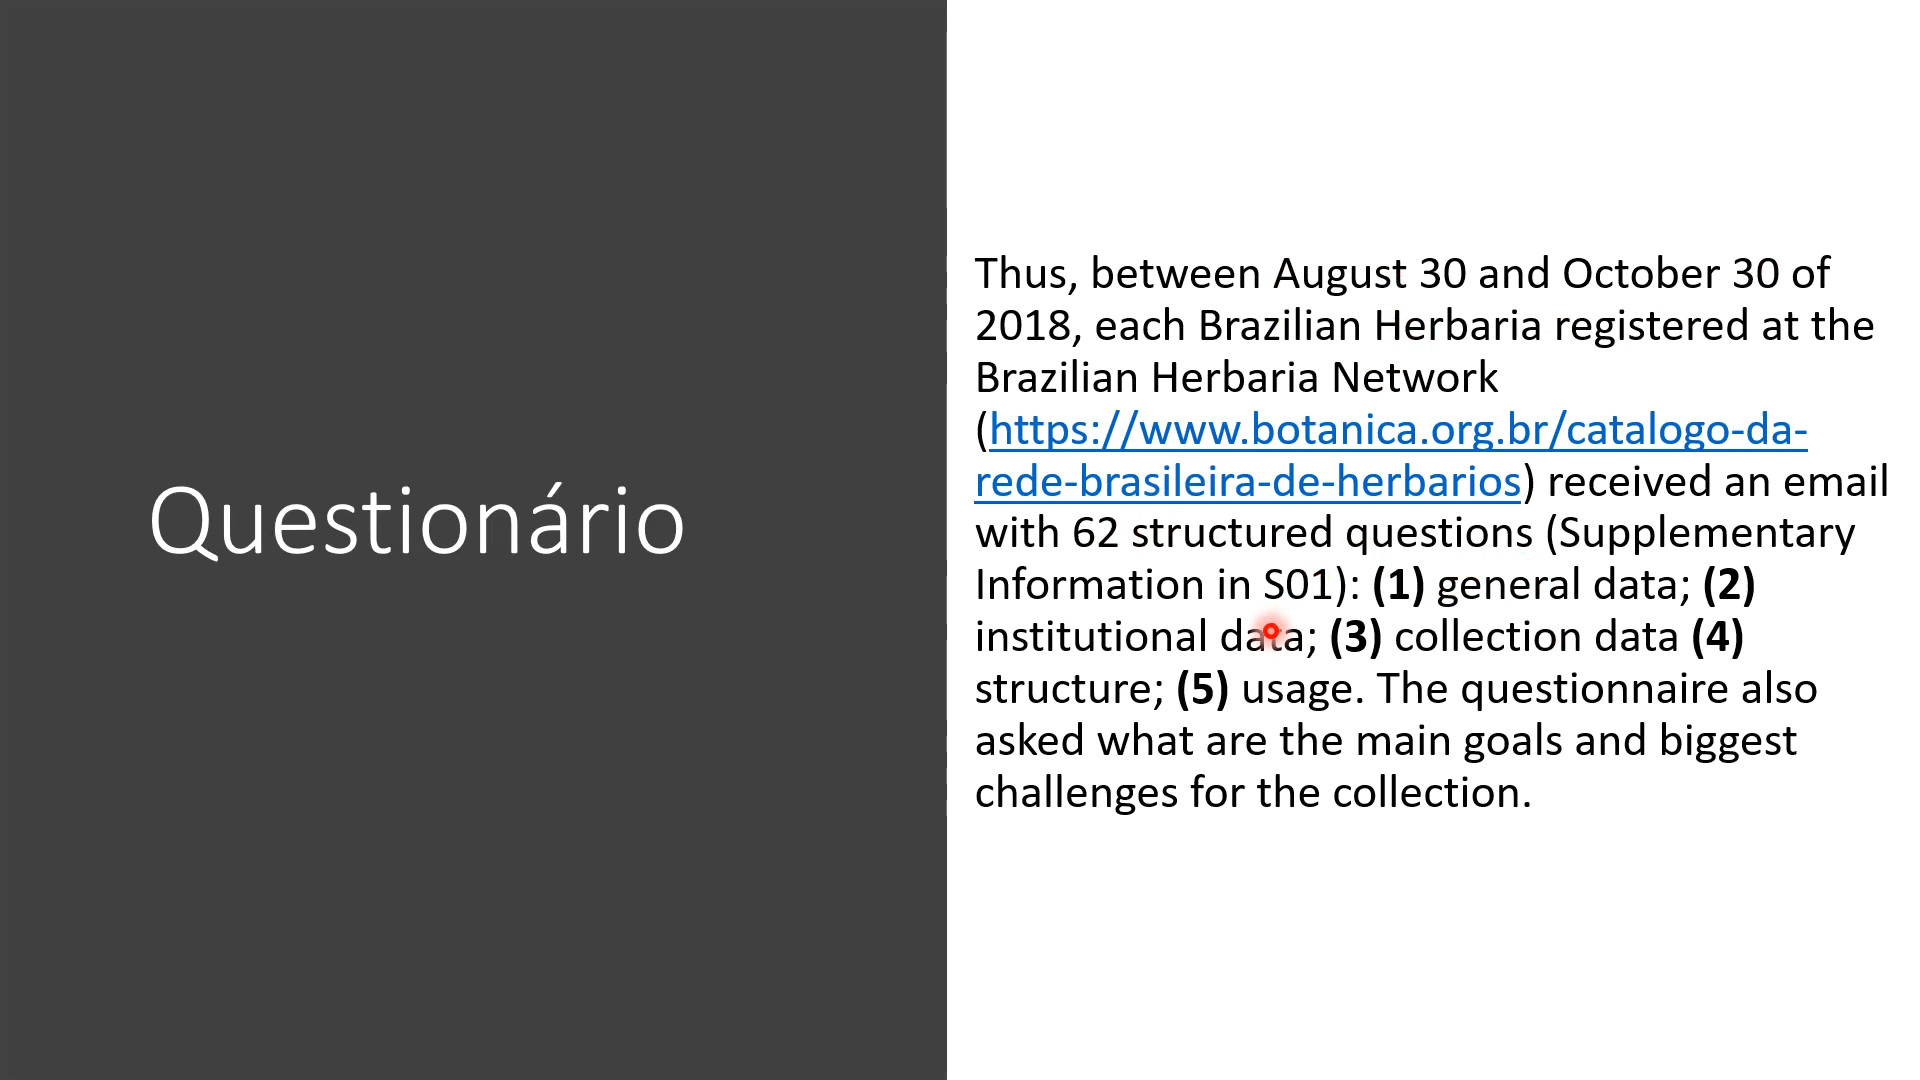 Questionário
Thus, between August 30 and October 30 of
2018, each Brazilian Herbaria registered at the
Brazilian Herbaria Network
(https://www.botanica.org.br/catalogo-da-
rede-brasileira-de-herbarios) received an email
with 62 structured questions (Supplementary
Information in S01): (1) general data; (2)
institutional data; (3) collection data (4)
structure; (5) usage. The questionnaire also
asked what are the main goals and biggest
challenges for the collection.